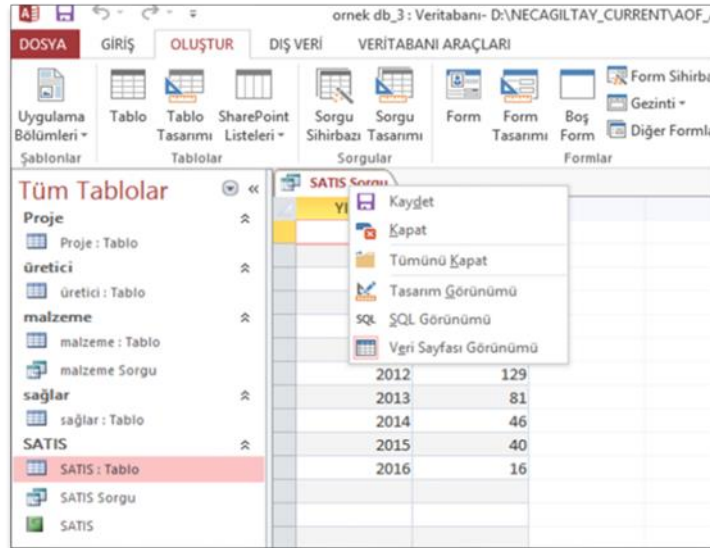 ornek db_3 : Veritabanı- D:\NECAGILTAY_CURRENT\AOF_
DOSYA GİRİŞ OLUŞTUR DIŞ VERİ VERİTABANI ARAÇLARI
Uygulama Bölümleri
Tablo
Tablo Tasarımı
SharePoint Listeleri
Sorgu Sihirbazı
Sorgu Tasarımı
Form
Form Tasarımı
Boş Form
Form Sihirba
Gezinti
Diğer Formla
Şablonlar Tablolar Sorgular Formlar
Tüm Tablolar
Proje
Proje : Tablo
üretici
üretici : Tablo
malzeme
malzeme : Tablo
malzeme Sorgu
sağlar
sağlar : Tablo
SATIS
SATIS : Tablo
SATIS Sorgu
SATIS
SATIS Sorgu
YI
Kaydet
Kapat
Tümünü Kapat
Tasarım Görünümü
SQL SQL Görünümü
Veri Sayfası Görünümü
2012 129
2013 81
2014 46
2015 40
2016 16